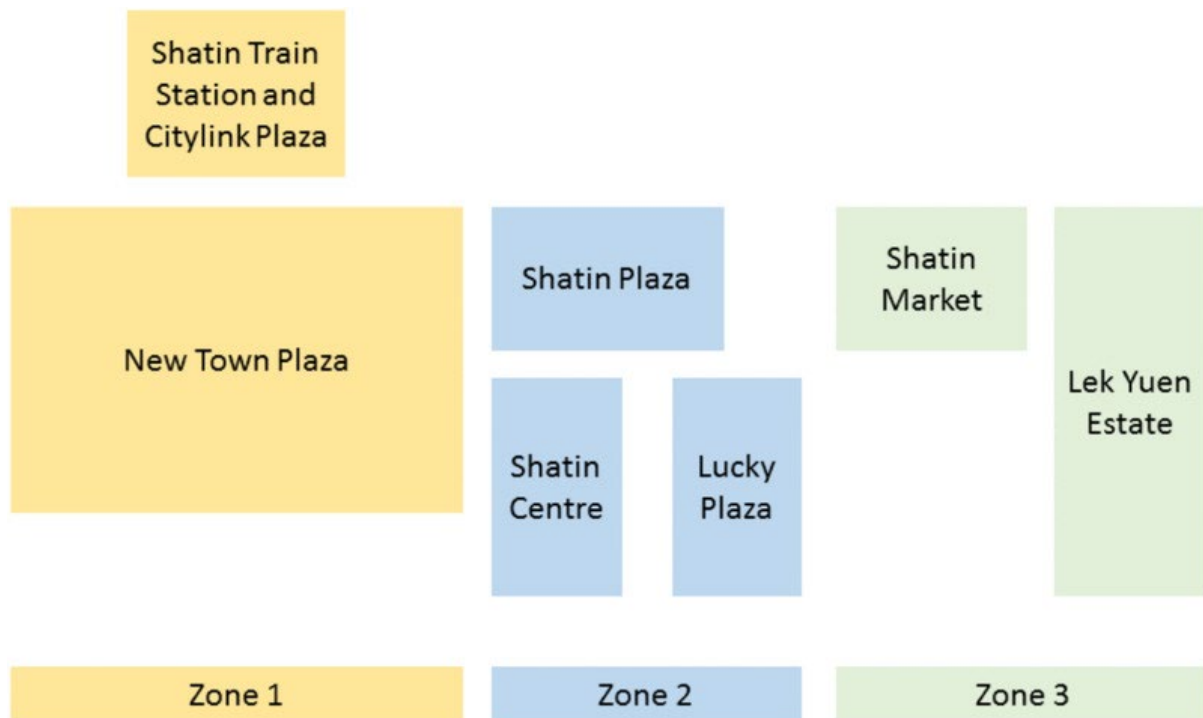 Shatin Train
Station and
Citylink Plaza
New Town Plaza
Shatin Plaza
Shatin
Centre
Lucky
Plaza
Shatin
Market
Lek Yuen
Estate
Zone 1
Zone 2
Zone 3